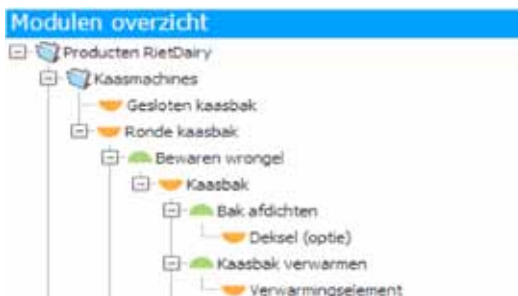 Modulen overzicht
Producten RietDairy
Kaasmachines
Gesloten kaasbak
Ronde kaasbak
Bewaren wrongel
Kaasbak
Bak afdichten
Deksel (optie)
Kaasbak verwarmen
Verwarmingselement